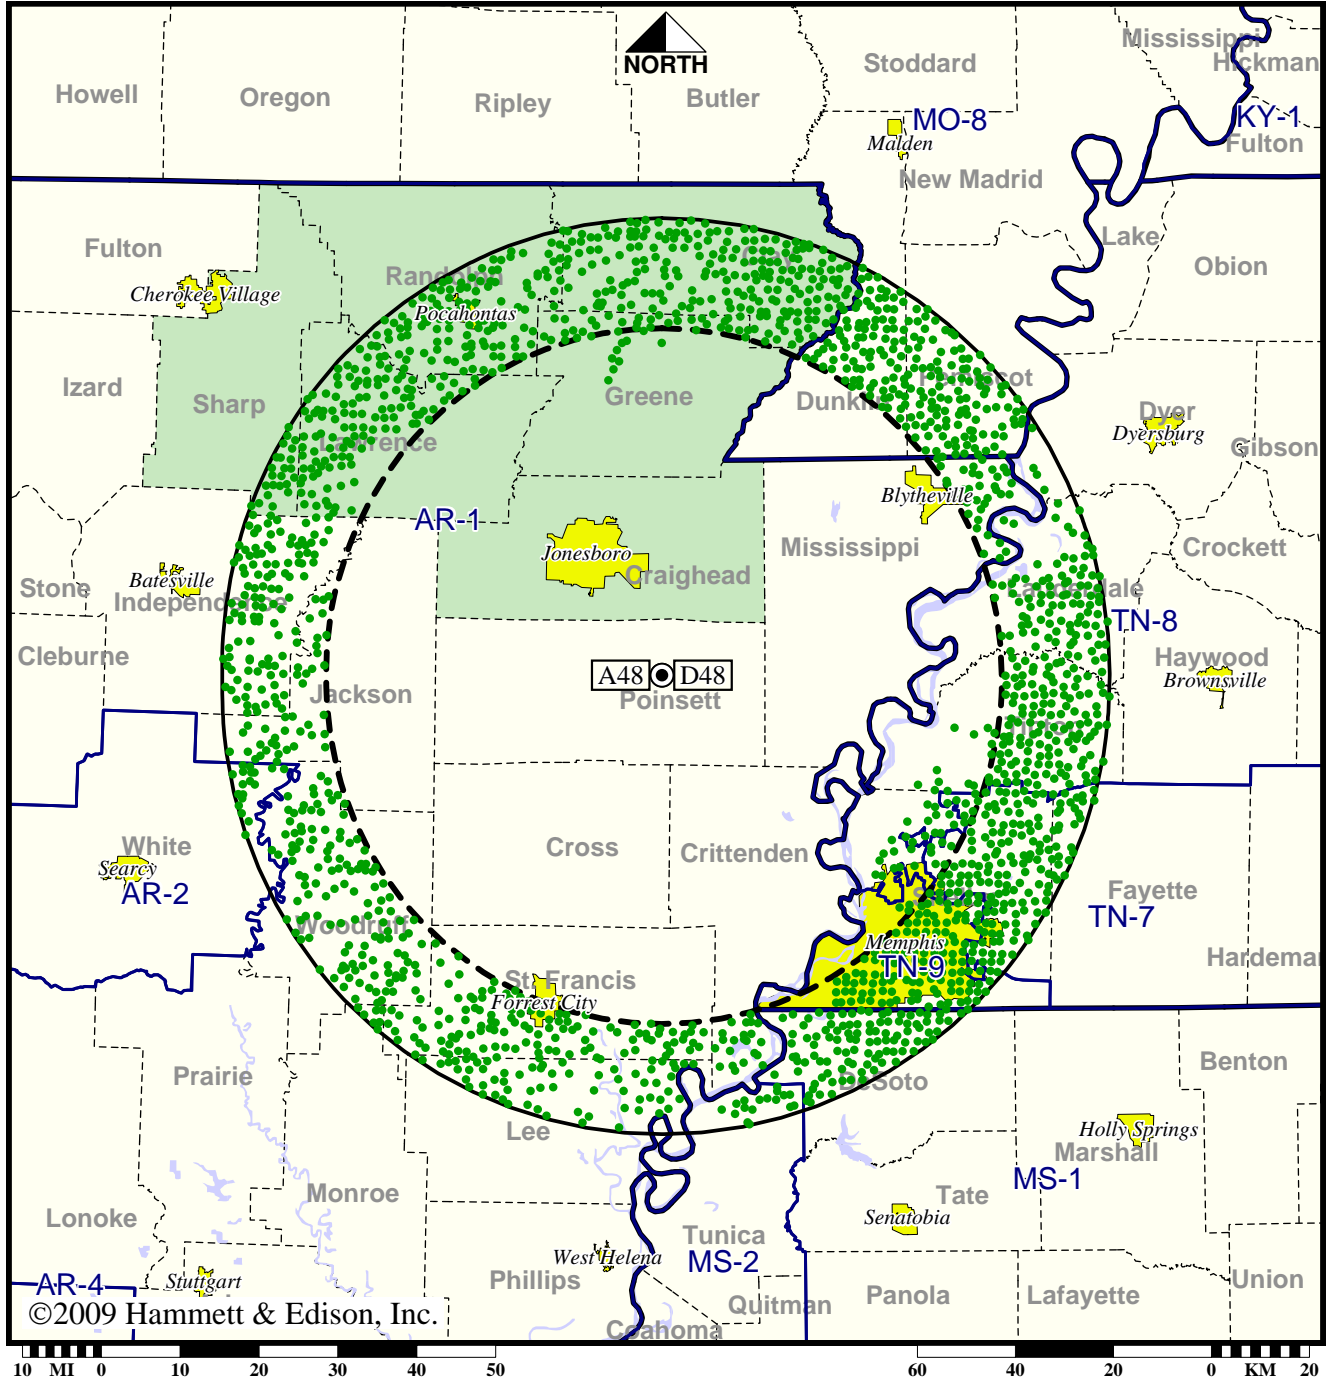 NORTH
Mississippi
Hickman
Stoddard
Howell
Oregon
Ripley
Butler
MO-8
KY-1
Malden
Fulton
New Madrid
Lake
Fulton
Obion
Randolph
Clay
Cherokee Village
Pocahontas
Izard
Sharp
Greene
Dunklin
Pemiscot
Dyer
Dyersburg
Gibson
Lawrence
Blytheville
AR-1
Jonesboro
Mississippi
Crockett
Craighead
Stone
Batesville
Independence
Lauderdale
TN-8
Cleburne
Haywood
Brownsville
A48 D48
Jackson
Poinsett
Tipton
White
Searcy
AR-2
Cross
Crittenden
Fayette
TN-7
Shelby
Woodruff
Memphis
TN-9
Hardeman
St. Francis
Forrest City
Benton
Prairie
DeSoto
Lee
Holly Springs
Marshall
MS-1
Monroe
Tate
Lonoke
Senatobia
Tunica
MS-2
West Helena
Phillips
AR-4
Stuttgart
Union
Panola
Lafayette
Quitman
Coahoma
©2009 Hammett & Edison, Inc.
10 MI 0 10 20 30 40 50
60 40 20 0 KM 20